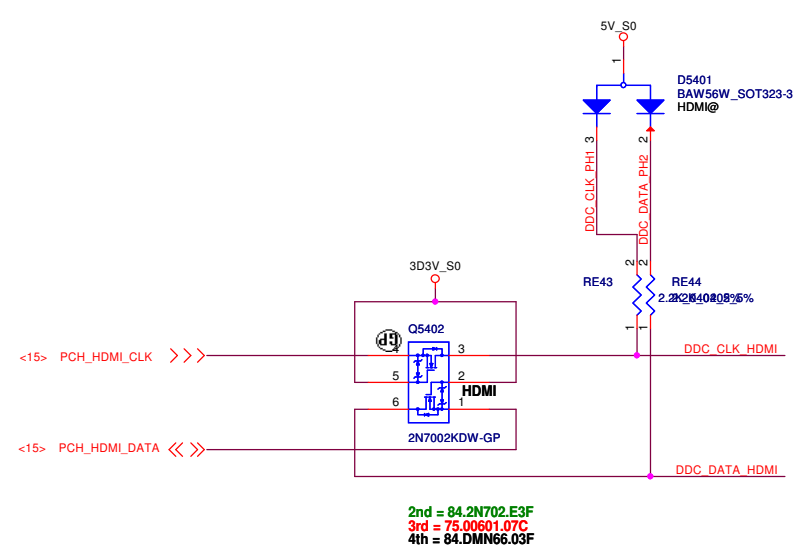 5V_S0
1
D5401
BAW56W_SOT323-3
HDMI@
3
2
DDC_CLK_PH1
DDC_DATA_PH2
3D3V_S0
2
2
RE43
RE44
1
1
GP
Q5402
4
3
<15> PCH_HDMI_CLK
DDC_CLK_HDMI
5
2
HDMI
6
1
2N7002KDW-GP
<15> PCH_HDMI_DATA
DDC_DATA_HDMI
2nd = 84.2N702.E3F
3rd = 75.00601.07C
4th = 84.DMN66.03F